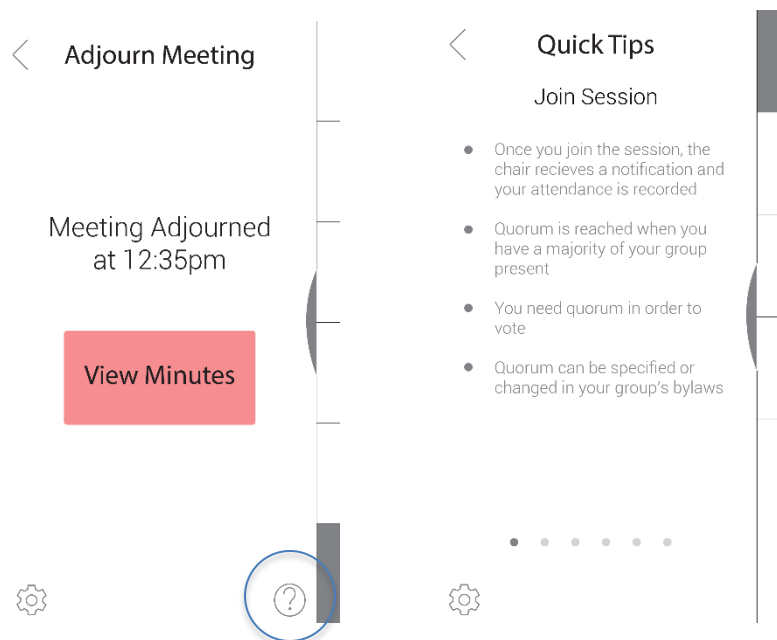 Adjourn Meeting
Meeting Adjourned
at 12:35pm
View Minutes
?
Quick Tips
Join Session
Once you join the session, the
chair recieves a notification and
your attendance is recorded
Quorum is reached when you
have a majority of your group
present
You need quorum in order to
vote
Quorum can be specified or
changed in your group's bylaws